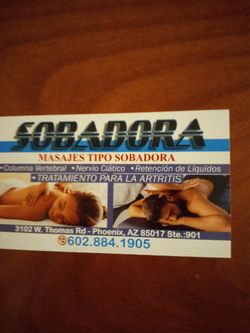 SOBADORA
MASAJES TIPO SOBADORA
• Columna Vertebral • Nervio Ciático • Retención de Liquidos
• TRATAMIENTO PARA LA ARTRITIS
3102 W. Thomas Rd - Phoenix, AZ 85017 Ste.:901
602.884.1905